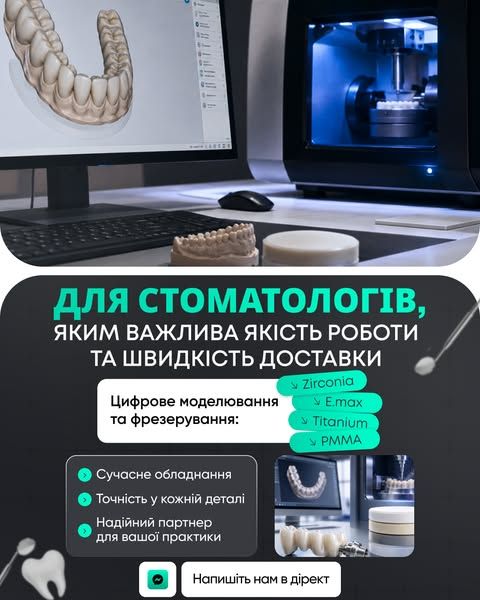 ДЛЯ СТОМАТОЛОГІВ,
ЯКИМ ВАЖЛИВА ЯКІСТЬ РОБОТИ
ТА ШВИДКІСТЬ ДОСТАВКИ
Цифрове моделювання
та фрезерування:
↘ Zirconia
↘ E.max
↘ Titanium
↘ PMMA
Сучасне обладнання
Точність у кожній деталі
Надійний партнер
для вашої практики
Напишіть нам в дірект